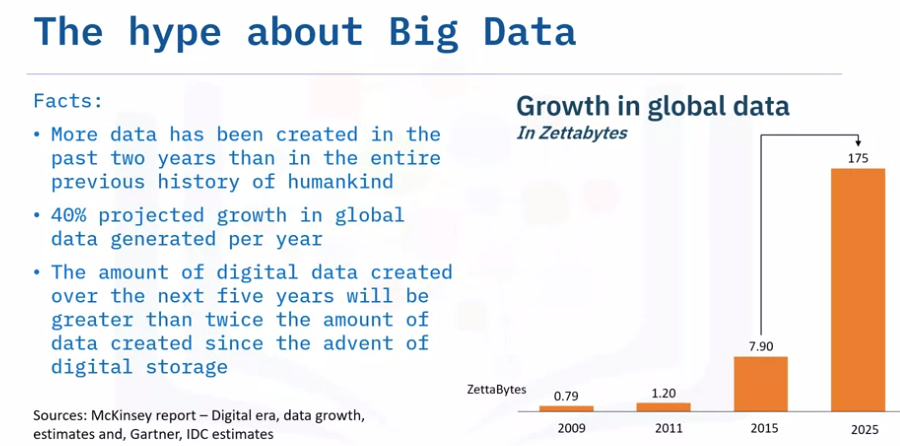 The hype about Big Data
Facts:
• More data has been created in the
past two years than in the entire
previous history of humankind
• 40% projected growth in global
data generated per year
• The amount of digital data created
over the next five years will be
greater than twice the amount of
data created since the advent of
digital storage
Sources: McKinsey report – Digital era, data growth,
estimates and, Gartner, IDC estimates
Growth in global data
In Zettabytes
175
7.90
ZettaBytes
0.79
1.20
2009
2011
2015
2025